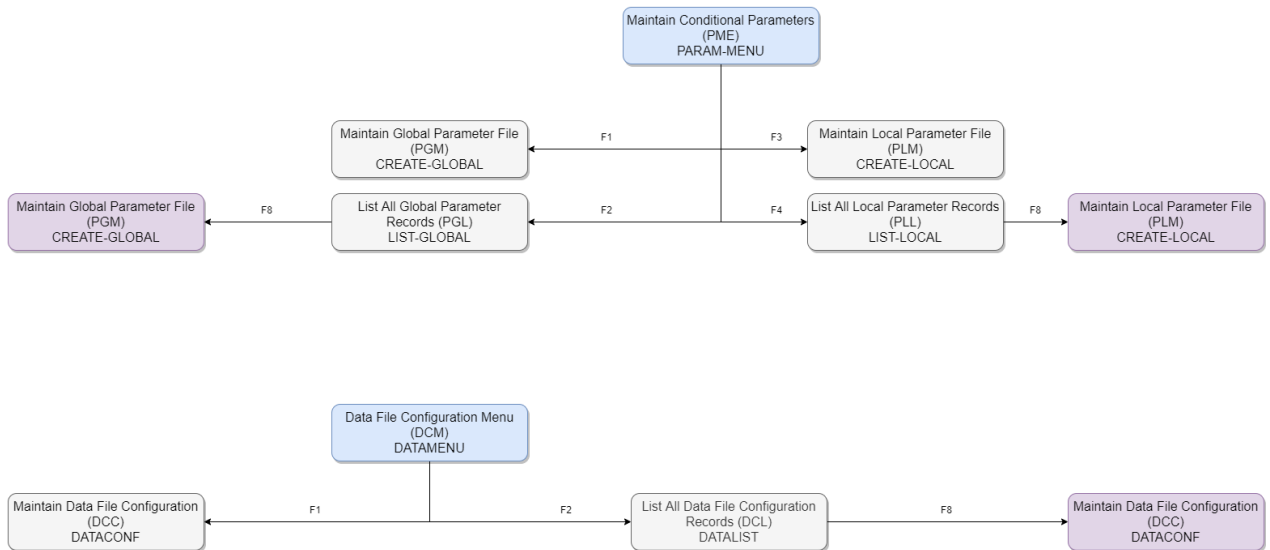 Maintain Conditional Parameters
(PME)
PARAM-MENU
Maintain Global Parameter File
(PGM)
CREATE-GLOBAL
F1
F3
Maintain Local Parameter File
(PLM)
CREATE-LOCAL
Maintain Global Parameter File
(PGM)
CREATE-GLOBAL
F8
List All Global Parameter
Records (PGL)
LIST-GLOBAL
F2
F4
List All Local Parameter Records
(PLL)
LIST-LOCAL
F8
Maintain Local Parameter File
(PLM)
CREATE-LOCAL
Data File Configuration Menu
(DCM)
DATAMENU
Maintain Data File Configuration
(DCC)
DATACONF
F1
F2
List All Data File Configuration
Records (DCL)
DATALIST
F8
Maintain Data File Configuration
(DCC)
DATACONF